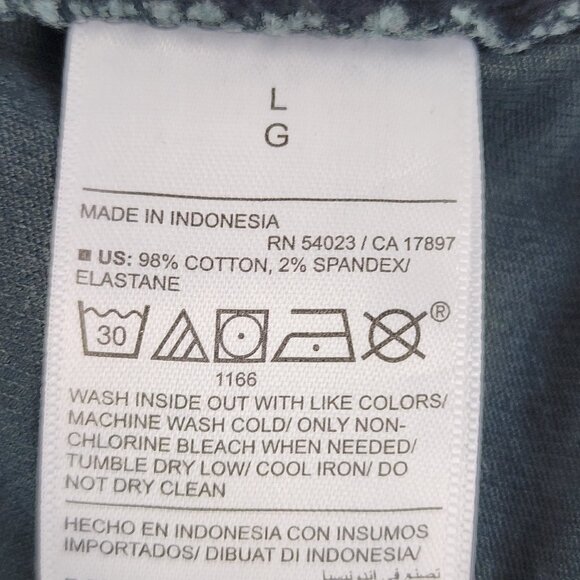 L
G
MADE IN INDONESIA
RN 54023 / CA 17897
US: 98% COTTON, 2% SPANDEX/
ELASTANE
30
®
1166
WASH INSIDE OUT WITH LIKE COLORS/
MACHINE WASH COLD/ ONLY NON-
CHLORINE BLEACH WHEN NEEDED/
TUMBLE DRY LOW/ COOL IRON/ DO
NOT DRY CLEAN
HECHO EN INDONESIA CON INSUMOS
IMPORTADOS/ DIBUAT DI INDONESIA/